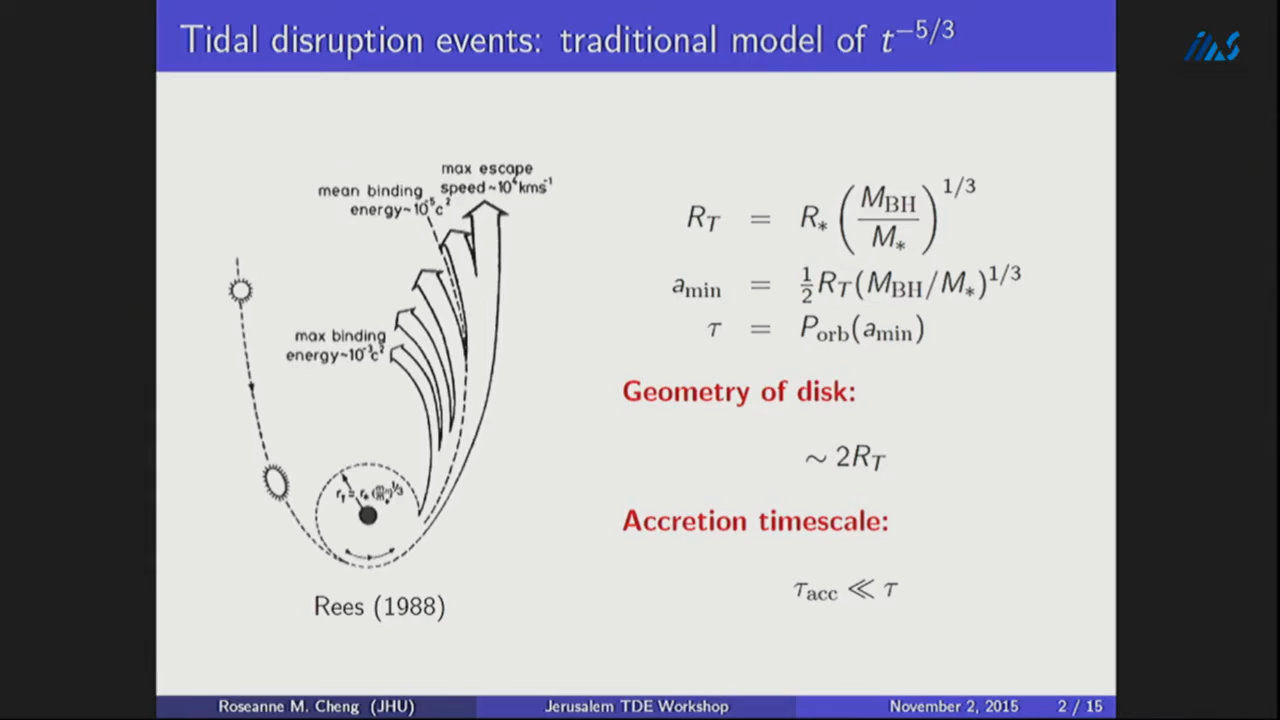 Tidal disruption events: traditional model of t^{-5/3}
IIAS
max escape
speed~10^4kms^{-1}
mean binding
energy~10^{-5}c^2
max binding
energy~10^{-3}c^2
Rees (1988)
R_T = R_* (M_BH / M_*)^{1/3}
a_min = 1/2 R_T(M_BH/M_*)^{1/3}
τ = P_orb(a_min)
Geometry of disk:
~ 2R_T
Accretion timescale:
τ_acc ≪ τ
Roseanne M. Cheng (JHU)
Jerusalem TDE Workshop
November 2, 2015
2 / 15